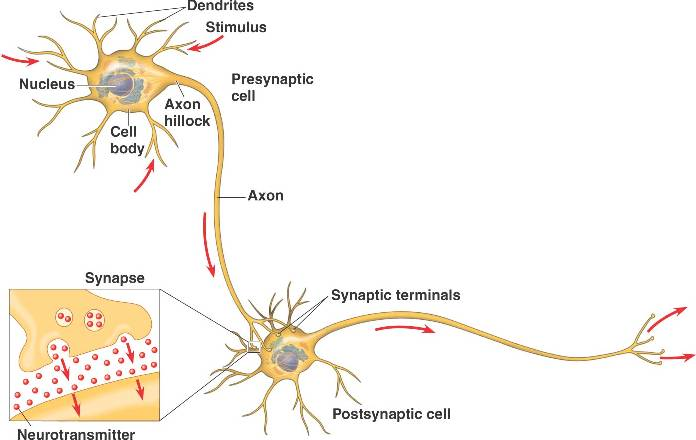 Dendrites
Stimulus
Nucleus
Presynaptic
cell
Axon
hillock
Cell
body
Axon
Synapse
Synaptic terminals
Postsynaptic cell
Neurotransmitter